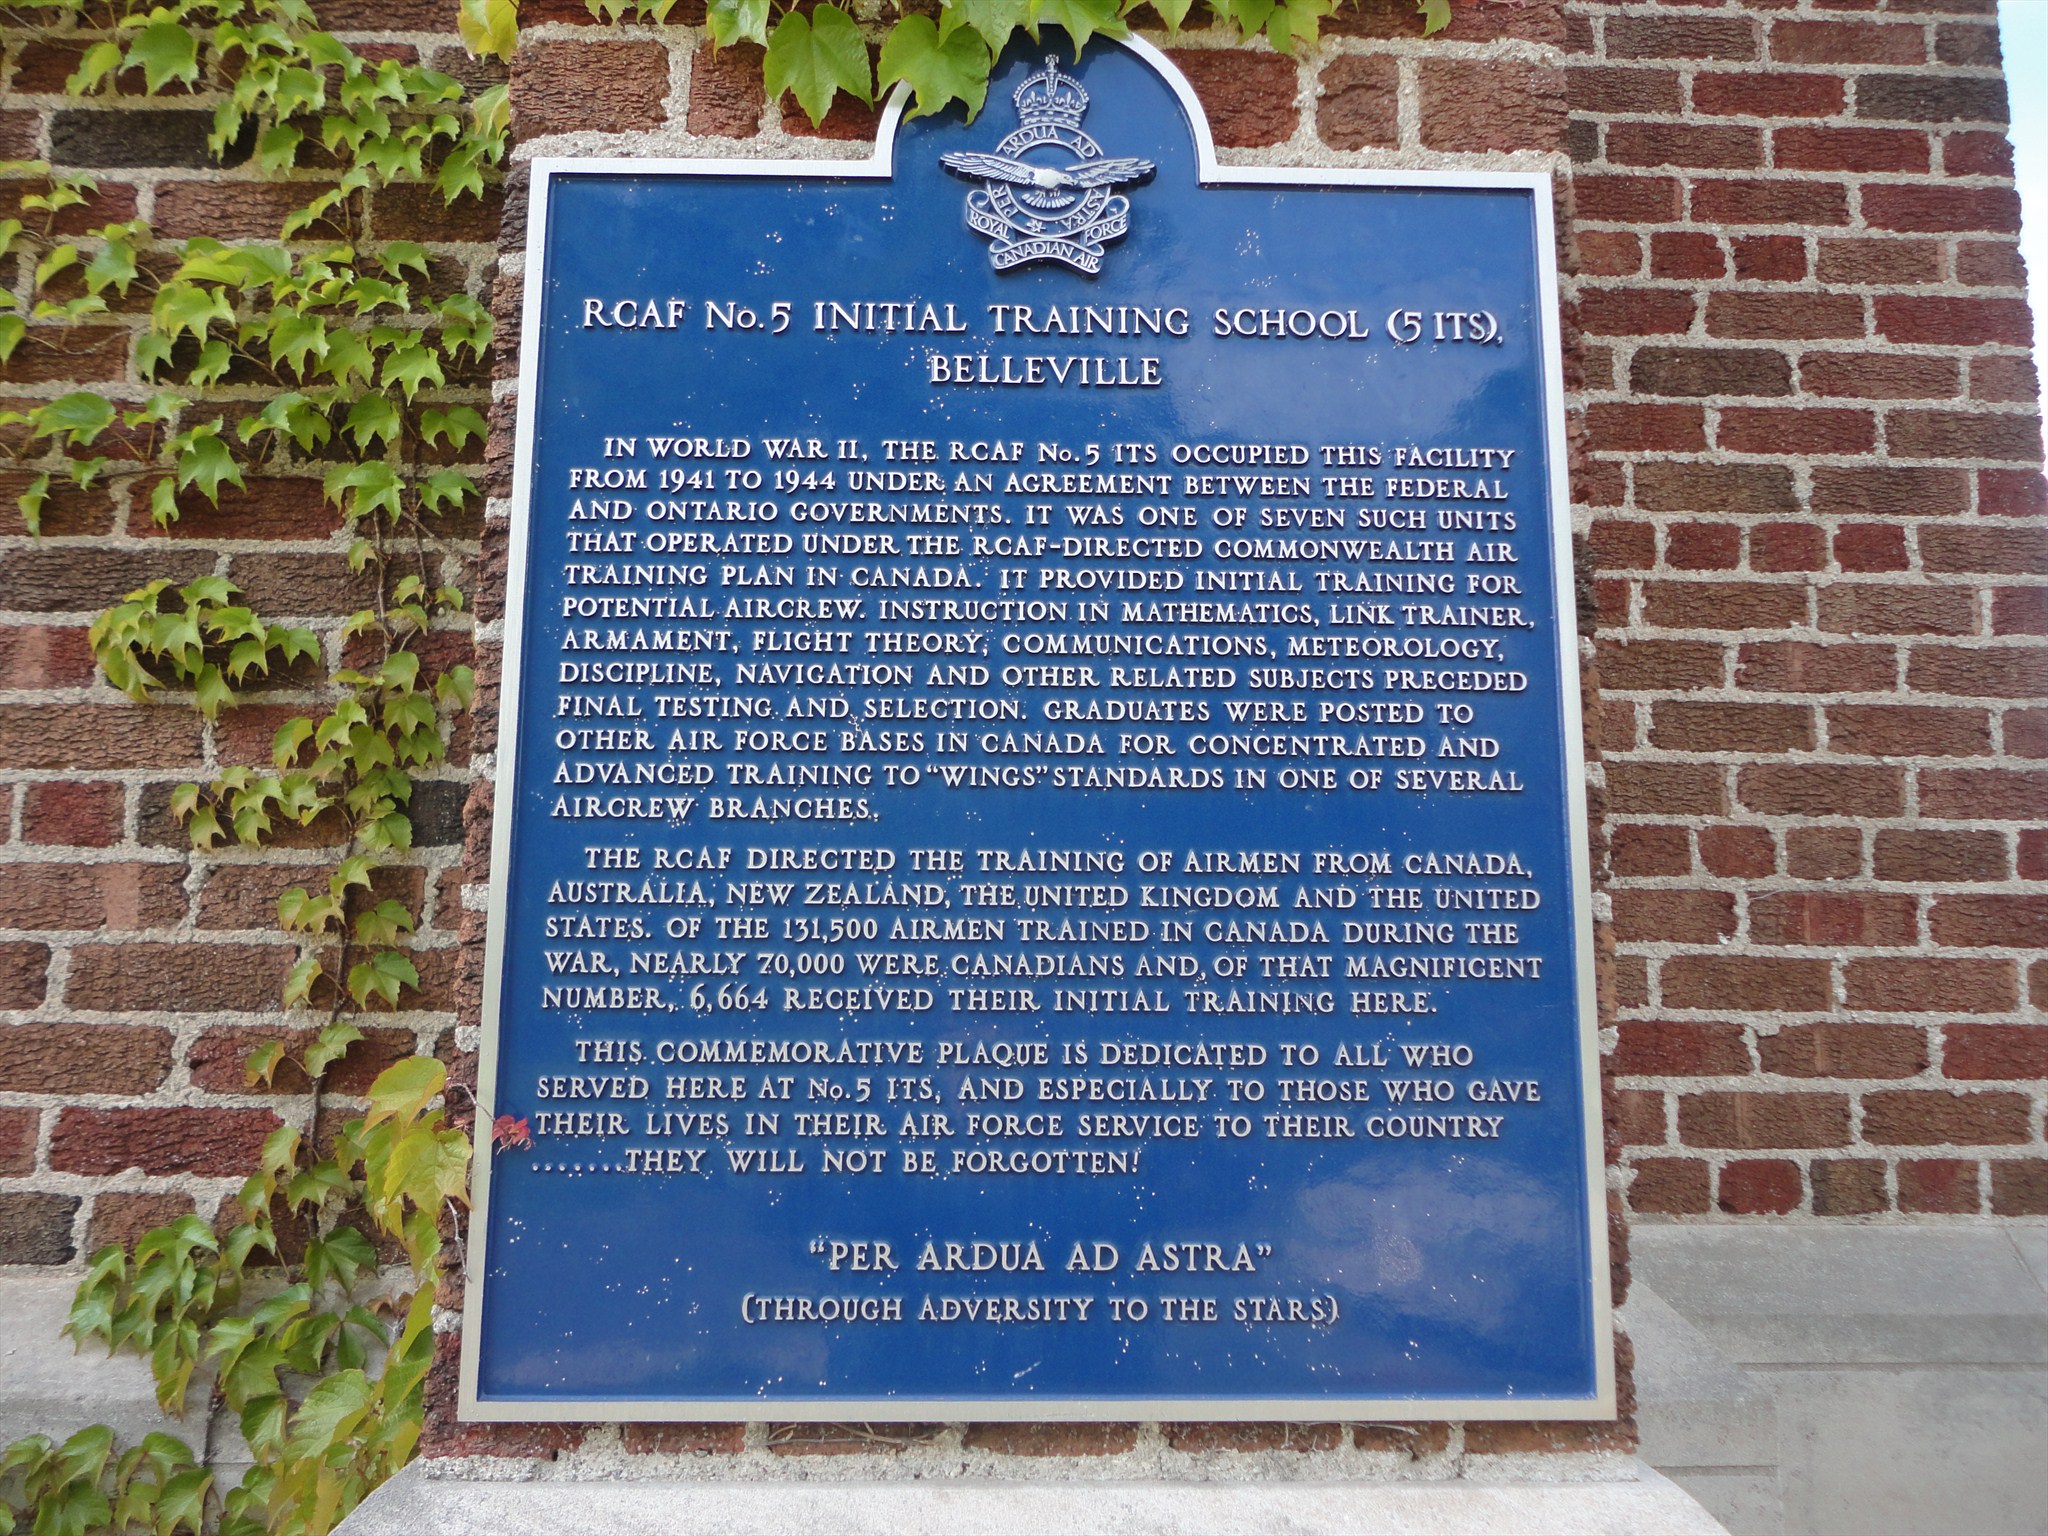 PER ARDUA AD ASTRA
ROYAL CANADIAN AIR FORCE
RCAF No. 5 INITIAL TRAINING SCHOOL (5 ITS),
BELLEVILLE
IN WORLD WAR II, THE RCAF No. 5 ITS OCCUPIED THIS FACILITY
FROM 1941 TO 1944 UNDER AN AGREEMENT BETWEEN THE FEDERAL
AND ONTARIO GOVERNMENTS. IT WAS ONE OF SEVEN SUCH UNITS
THAT OPERATED UNDER THE RCAF-DIRECTED COMMONWEALTH AIR
TRAINING PLAN IN CANADA. IT PROVIDED INITIAL TRAINING FOR
POTENTIAL AIRCREW. INSTRUCTION IN MATHEMATICS, LINK TRAINER,
ARMAMENT, FLIGHT THEORY, COMMUNICATIONS, METEOROLOGY,
DISCIPLINE, NAVIGATION AND OTHER RELATED SUBJECTS PRECEDED
FINAL TESTING AND SELECTION. GRADUATES WERE POSTED TO
OTHER AIR FORCE BASES IN CANADA FOR CONCENTRATED AND
ADVANCED TRAINING TO "WINGS" STANDARDS IN ONE OF SEVERAL
AIRCREW BRANCHES.
THE RCAF DIRECTED THE TRAINING OF AIRMEN FROM CANADA,
AUSTRALIA, NEW ZEALAND, THE UNITED KINGDOM AND THE UNITED
STATES. OF THE 131,500 AIRMEN TRAINED IN CANADA DURING THE
WAR, NEARLY 70,000 WERE CANADIANS AND, OF THAT MAGNIFICENT
NUMBER, 6,664 RECEIVED THEIR INITIAL TRAINING HERE.
THIS COMMEMORATIVE PLAQUE IS DEDICATED TO ALL WHO
SERVED HERE AT No. 5 ITS, AND ESPECIALLY TO THOSE WHO GAVE
THEIR LIVES IN THEIR AIR FORCE SERVICE TO THEIR COUNTRY
.......THEY WILL NOT BE FORGOTTEN!
"PER ARDUA AD ASTRA"
(THROUGH ADVERSITY TO THE STARS)